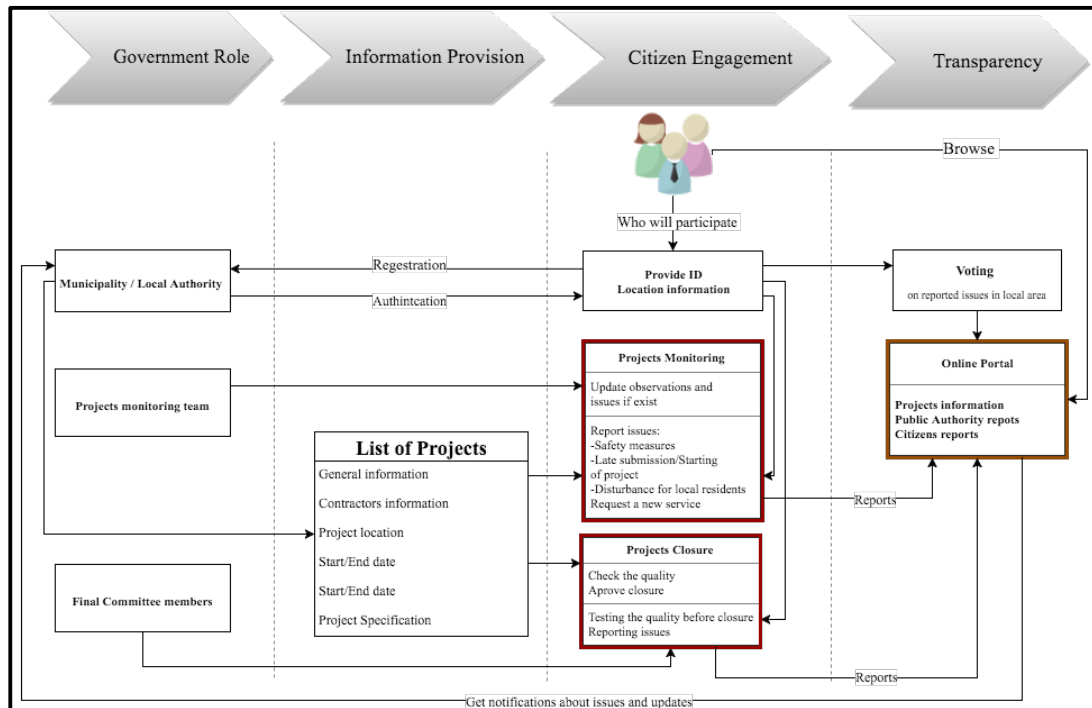 Government Role
Information Provision
Citizen Engagement
Transparency
Browse
Who will participate
Municipality / Local Authority
Regestration
Authintcation
Provide ID
Location information
Voting
on reported issues in local area
Projects monitoring team
Projects Monitoring
Update observations and
issues if exist
Report issues:
-Safety measures
-Late submission/Starting
of project
-Disturbance for local residents
Request a new service
Online Portal
Projects information
Public Authority repots
Citizens reports
List of Projects
General information
Contractors information
Project location
Start/End date
Start/End date
Project Specification
Reports
Final Committee members
Projects Closure
Check the quality
Aprove closure
Testing the quality before closure
Reporting issues
Reports
Get notifications about issues and updates